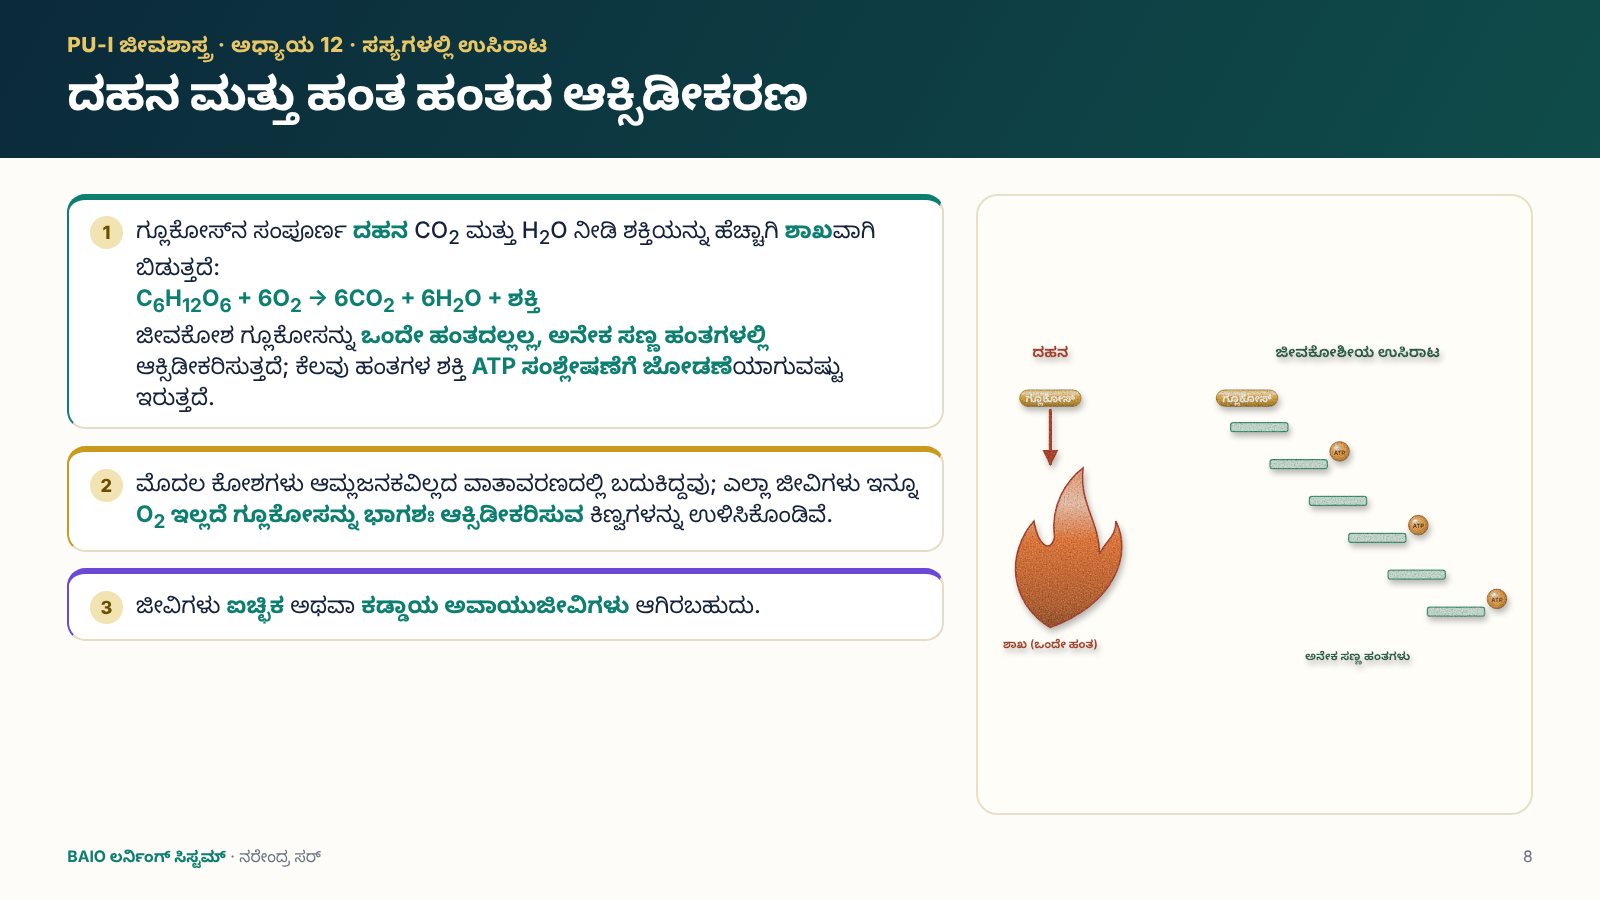 PU-I ಜೀವಶಾಸ್ತ್ರ · ಅಧ್ಯಾಯ 12 · ಸಸ್ಯಗಳಲ್ಲಿ ಉಸಿರಾಟ
ದಹನ ಮತ್ತು ಹಂತ ಹಂತದ ಆಕ್ಸಿಡೀಕರಣ
1 ಗ್ಲೂಕೋಸ್‌ನ ಸಂಪೂರ್ಣ ದಹನ CO₂ ಮತ್ತು H₂O ನೀಡಿ ಶಕ್ತಿಯನ್ನು ಹೆಚ್ಚಾಗಿ ಶಾಖವಾಗಿ
ಬಿಡುತ್ತದೆ:
C₆H₁₂O₆ + 6O₂ → 6CO₂ + 6H₂O + ಶಕ್ತಿ
ಜೀವಕೋಶ ಗ್ಲೂಕೋಸನ್ನು ಒಂದೇ ಹಂತದಲ್ಲಲ್ಲ, ಅನೇಕ ಸಣ್ಣ ಹಂತಗಳಲ್ಲಿ
ಆಕ್ಸಿಡೀಕರಿಸುತ್ತದೆ; ಕೆಲವು ಹಂತಗಳ ಶಕ್ತಿ ATP ಸಂಶ್ಲೇಷಣೆಗೆ ಜೋಡಣೆಯಾಗುವಷ್ಟು
ಇರುತ್ತದೆ.
2 ಮೊದಲ ಕೋಶಗಳು ಆಮ್ಲಜನಕವಿಲ್ಲದ ವಾತಾವರಣದಲ್ಲಿ ಬದುಕಿದ್ದವು; ಎಲ್ಲಾ ಜೀವಿಗಳು ಇನ್ನೂ
O₂ ಇಲ್ಲದೆ ಗ್ಲೂಕೋಸನ್ನು ಭಾಗಶಃ ಆಕ್ಸಿಡೀಕರಿಸುವ ಕಿಣ್ವಗಳನ್ನು ಉಳಿಸಿಕೊಂಡಿವೆ.
3 ಜೀವಿಗಳು ಐಚ್ಛಿಕ ಅಥವಾ ಕಡ್ಡಾಯ ಅವಾಯುಜೀವಿಗಳು ಆಗಿರಬಹುದು.
ದಹನ
ಗ್ಲೂಕೋಸ್
ಶಾಖ (ಒಂದೇ ಹಂತ)
ಜೀವಕೋಶೀಯ ಉಸಿರಾಟ
ಗ್ಲೂಕೋಸ್
ATP
ATP
ATP
ಅನೇಕ ಸಣ್ಣ ಹಂತಗಳು
BAIO ಲರ್ನಿಂಗ್ ಸಿಸ್ಟಮ್ · ನರೇಂದ್ರ ಸರ್
8